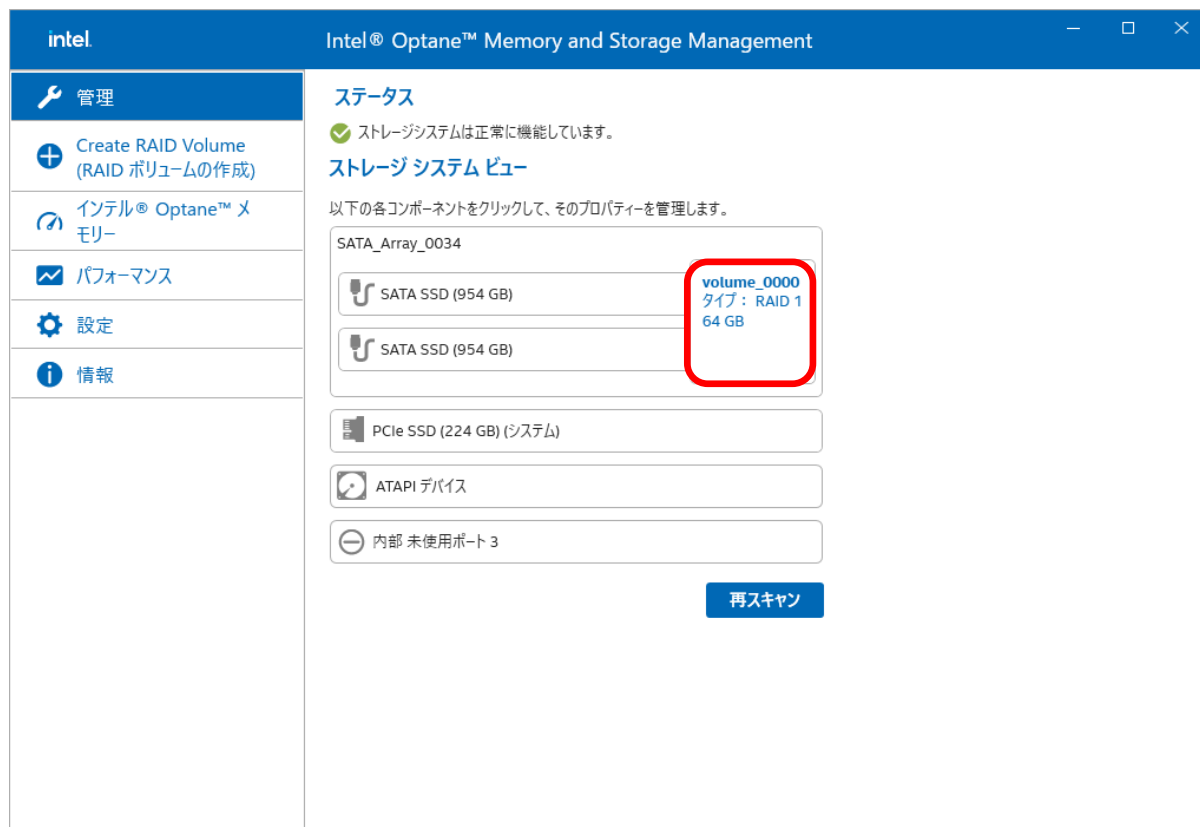 intel.
Intel® Optane™ Memory and Storage Management
管理
Create RAID Volume
(RAID ボリュームの作成)
インテル® Optane™ メ
モリー
パフォーマンス
設定
情報
ステータス
ストレージシステムは正常に機能しています。
ストレージ システム ビュー
以下の各コンポーネントをクリックして、そのプロパティーを管理します。
SATA_Array_0034
SATA SSD (954 GB)
SATA SSD (954 GB)
volume_0000
タイプ： RAID 1
64 GB
PCIe SSD (224 GB) (システム)
ATAPI デバイス
内部 未使用ポート 3
再スキャン